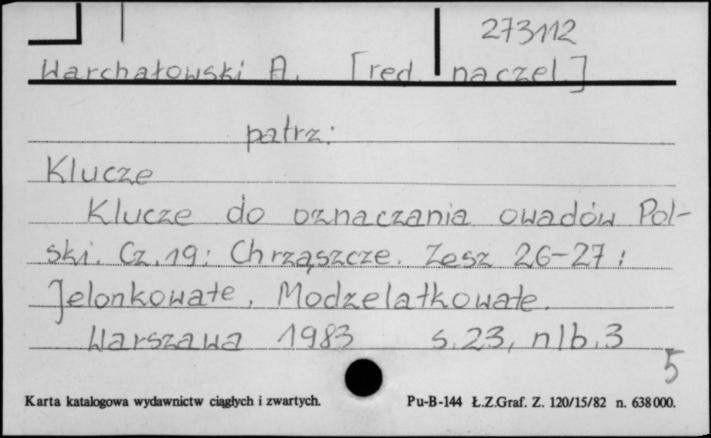 273112
Warchałowski A. [red. naczel.]
patrz:
Klucze
Klucze do oznaczania owadów Pol-
ski. Cz. 19: Chrząszcze. Zesz 26-27:
Jelonkowate, Modzelatkowate.
Warszawa 1983 s. 23, nlb. 3
5
Karta katalogowa wydawnictw ciągłych i zwartych. Pu-B-144 Ł.Z.Graf. Z. 120/15/82 n. 638000.